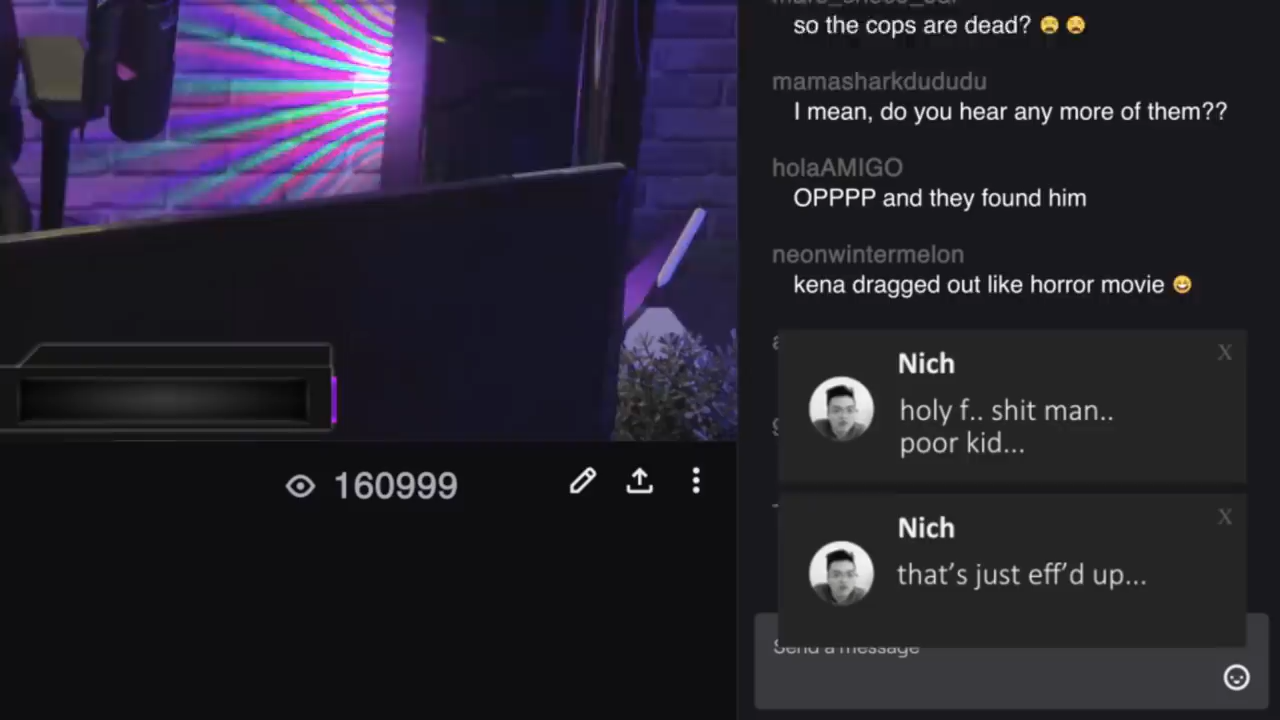 so the cops are dead? 😫 😫
mamasharkdududu
I mean, do you hear any more of them??
holaAMIGO
OPPPP and they found him
neonwintermelon
kena dragged out like horror movie 😄
X
Nich
holy f.. shit man..
poor kid...
160999
X
Nich
that's just eff'd up...
Send a message